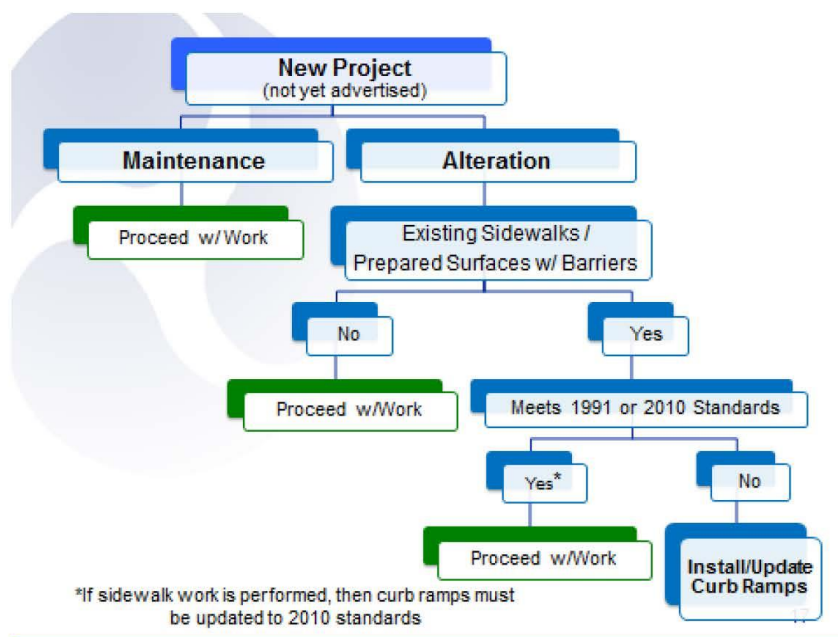 New Project
(not yet advertised)
Maintenance
Alteration
Proceed w/ Work
Existing Sidewalks /
Prepared Surfaces w/ Barriers
No
Yes
Proceed w/Work
Meets 1991 or 2010 Standards
Yes*
No
Proceed w/Work
Install/Update
Curb Ramps
*If sidewalk work is performed, then curb ramps must
be updated to 2010 standards
17